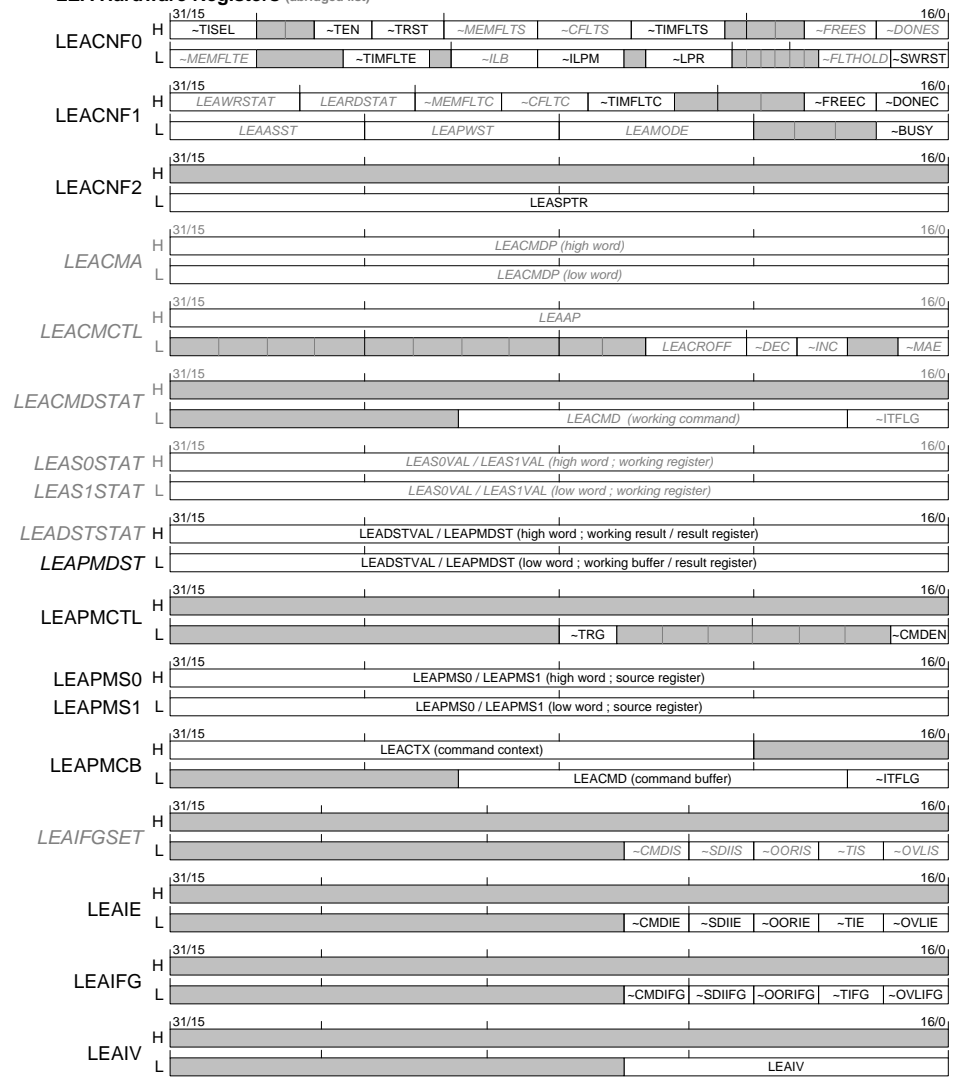 LEA Hardware Registers (abridged list)
31/15 16/0
LEACNF0 H ~TISEL ~TEN ~TRST ~MEMFLTS ~CFLTS ~TIMFLTS ~FREES ~DONES
L ~MEMFLTE ~TIMFLTE ~ILB ~ILPM ~LPR ~FLTHOLD ~SWRST
31/15 16/0
LEACNF1 H LEAWRSTAT LEARDSTAT ~MEMFLTC ~CFLTC ~TIMFLTC ~FREEC ~DONEC
L LEAASST LEAPWST LEAMODE ~BUSY
31/15 16/0
LEACNF2 H
L LEASPTR
31/15 16/0
LEACMA H LEACMDP (high word)
L LEACMDP (low word)
31/15 16/0
LEACMCTL H LEAAP
L LEACROFF ~DEC ~INC ~MAE
31/15 16/0
LEACMDSTAT H
L LEACMD (working command) ~ITFLG
31/15 16/0
LEAS0STAT H LEAS0VAL / LEAS1VAL (high word ; working register)
LEAS1STAT L LEAS0VAL / LEAS1VAL (low word ; working register)
31/15 16/0
LEADSTSTAT H LEADSTVAL / LEAPMDST (high word ; working result / result register)
LEAPMDST L LEADSTVAL / LEAPMDST (low word ; working buffer / result register)
31/15 16/0
LEAPMCTL H
L ~TRG ~CMDEN
31/15 16/0
LEAPMS0 H LEAPMS0 / LEAPMS1 (high word ; source register)
LEAPMS1 L LEAPMS0 / LEAPMS1 (low word ; source register)
31/15 16/0
LEAPMCB H LEACTX (command context)
L LEACMD (command buffer) ~ITFLG
31/15 16/0
LEAIFGSET H
L ~CMDIS ~SDIIS ~OORIS ~TIS ~OVLIS
31/15 16/0
LEAIE H
L ~CMDIE ~SDIIE ~OORIE ~TIE ~OVLIE
31/15 16/0
LEAIFG H
L ~CMDIFG ~SDIIFG ~OORIFG ~TIFG ~OVLIFG
31/15 16/0
LEAIV H
L LEAIV